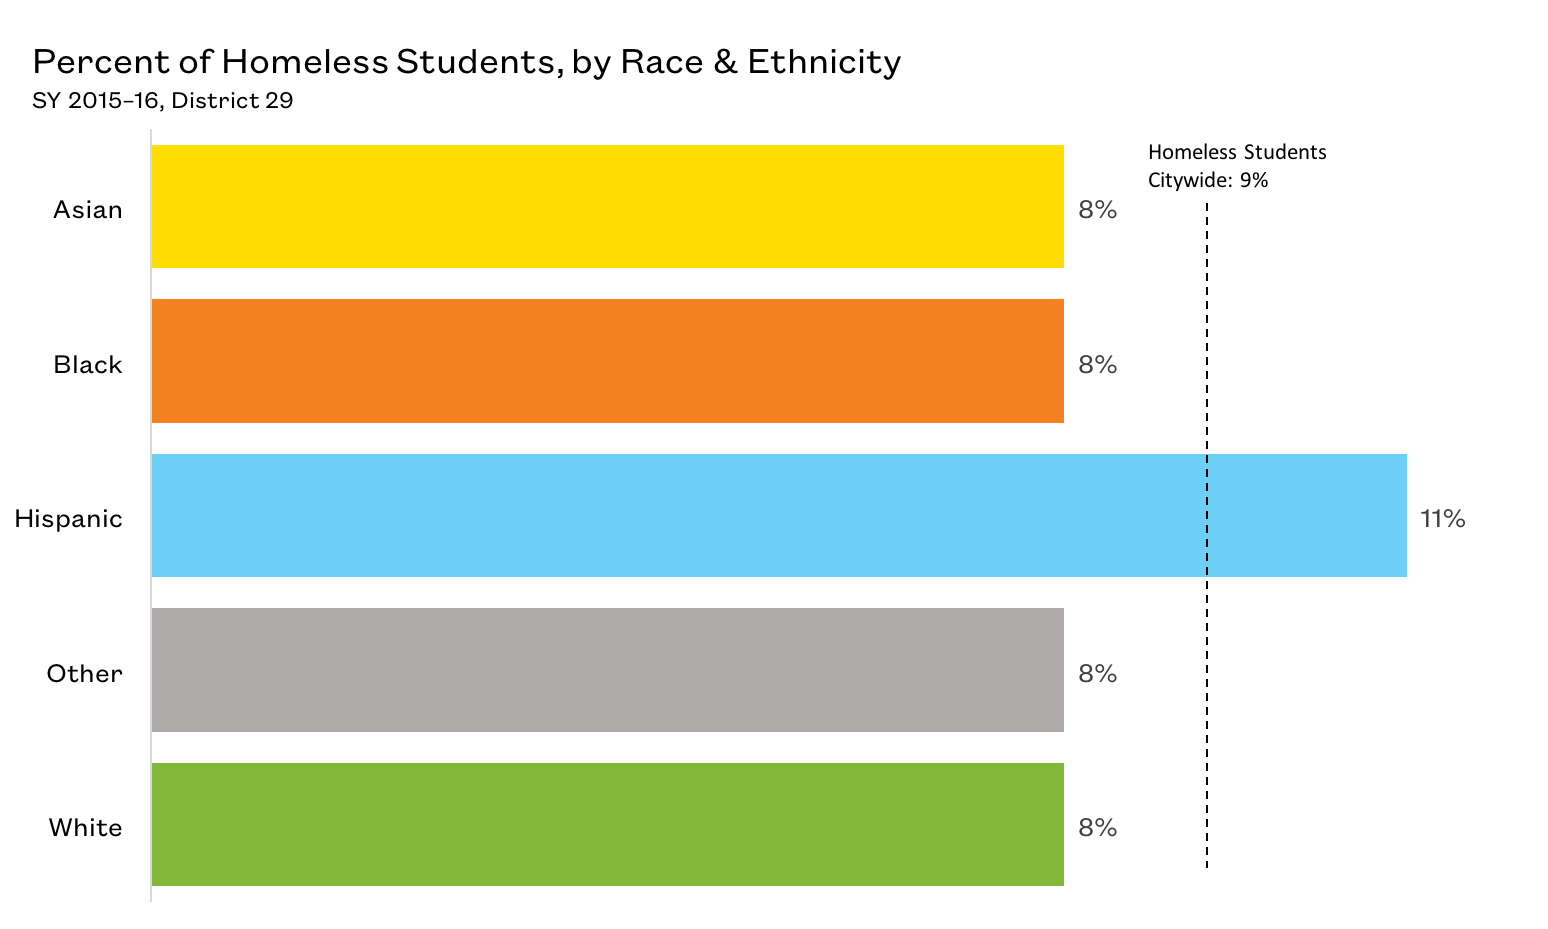 Percent of Homeless Students, by Race & Ethnicity
SY 2015–16, District 29
Homeless Students
Citywide: 9%
Asian
8%
Black
8%
Hispanic
11%
Other
8%
White
8%